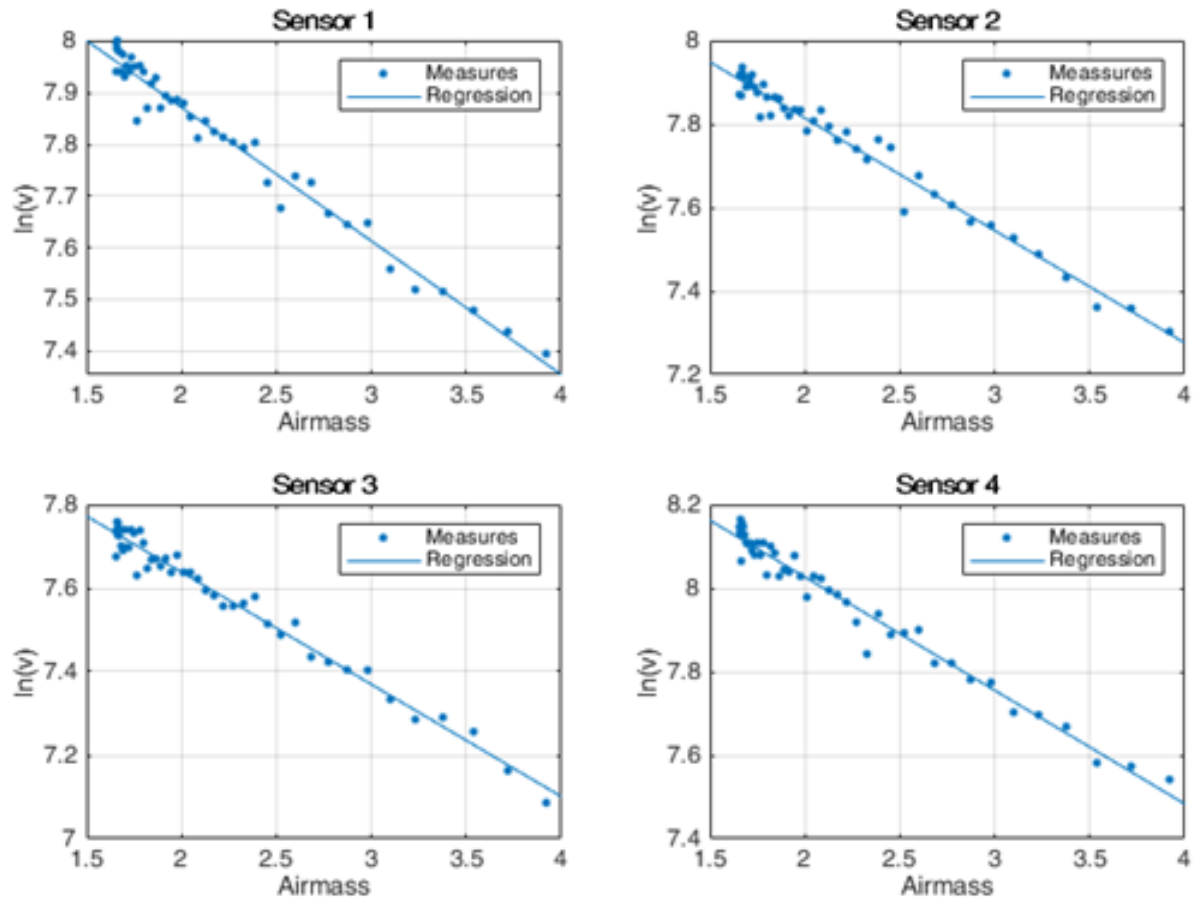 Sensor 1
8
7.9
7.8
7.7
7.6
7.5
7.4
ln(v)
Measures
Regression
1.5 2 2.5 3 3.5 4
Airmass
Sensor 2
8
7.8
7.6
7.4
7.2
ln(v)
Meassures
Regression
1.5 2 2.5 3 3.5 4
Airmass
Sensor 3
7.8
7.6
7.4
7.2
7
ln(v)
Measures
Regression
1.5 2 2.5 3 3.5 4
Airmass
Sensor 4
8.2
8
7.8
7.6
7.4
ln(v)
Measures
Regression
1.5 2 2.5 3 3.5 4
Airmass